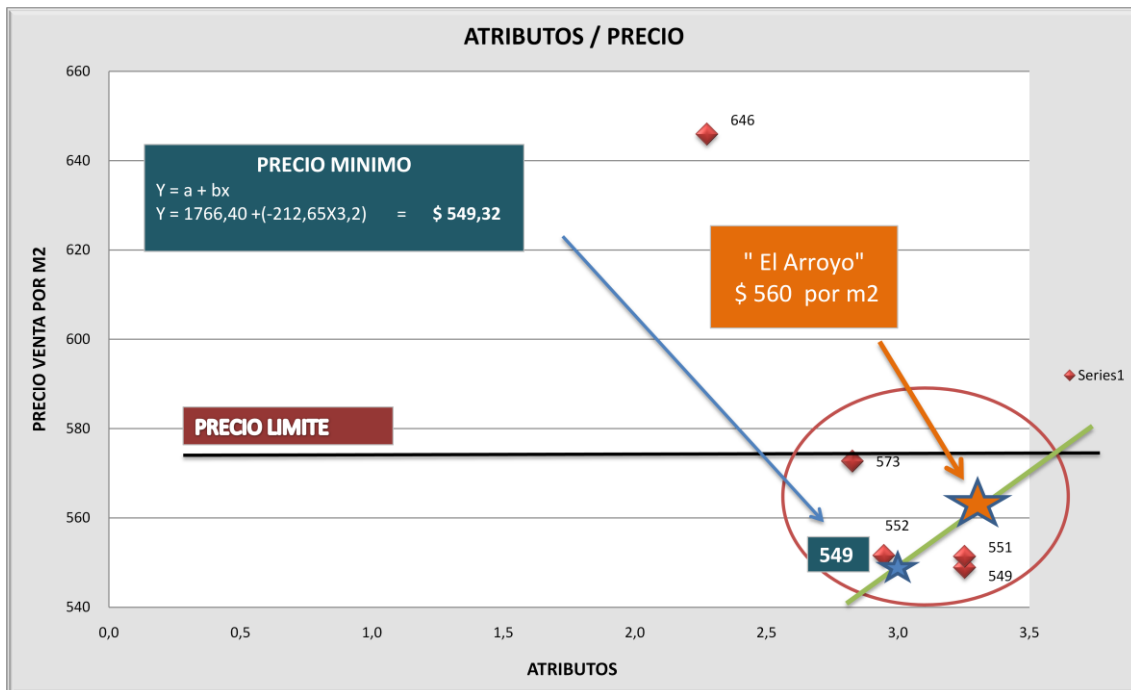 ATRIBUTOS / PRECIO
PRECIO VENTA POR M2
660
640
620
600
580
560
540
646
PRECIO MINIMO
Y = a + bx
Y = 1766,40 +(-212,65X3,2) = $ 549,32
" El Arroyo"
$ 560 por m2
Series1
PRECIO LIMITE
573
552
549
551
549
0,0 0,5 1,0 1,5 2,0 2,5 3,0 3,5
ATRIBUTOS